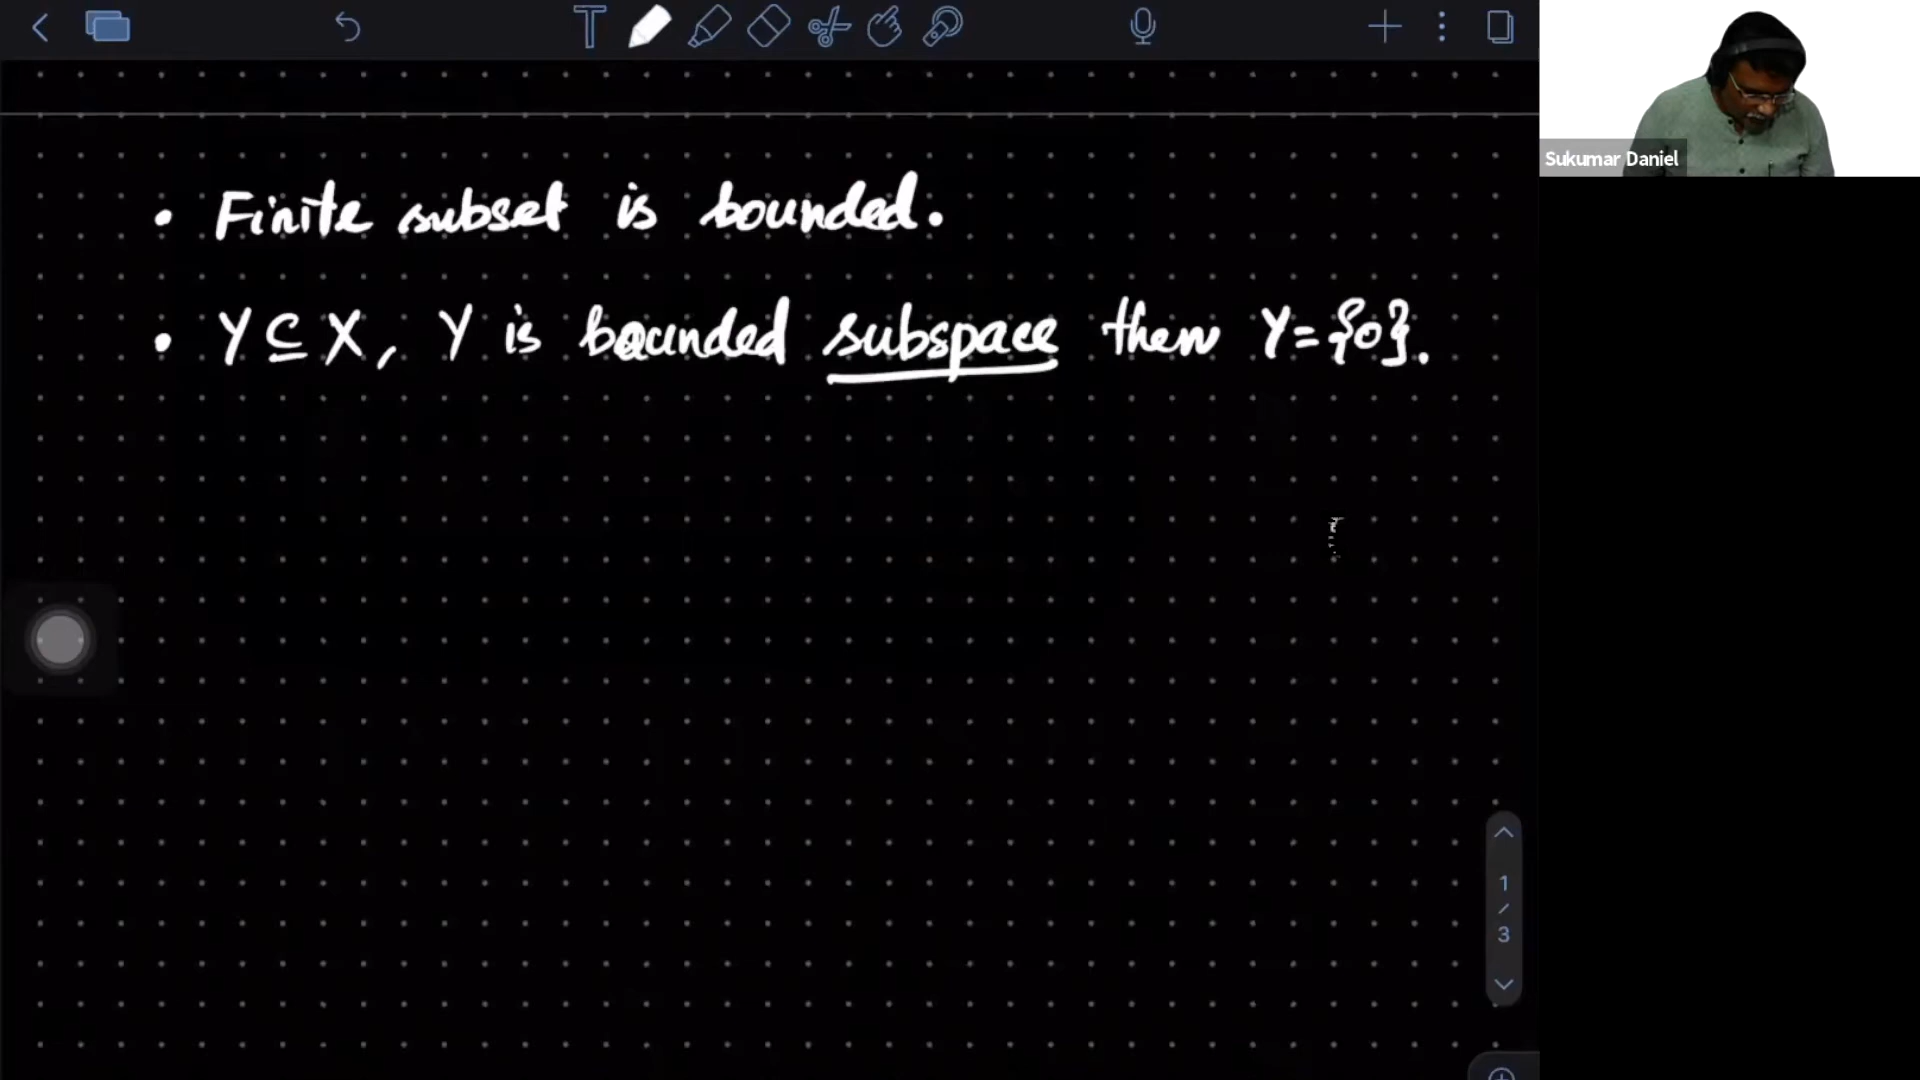 • Finite subset is bounded.
• Y ⊆ X, Y is bounded subspace then Y = {0}.
Sukumar Daniel
1
/
3